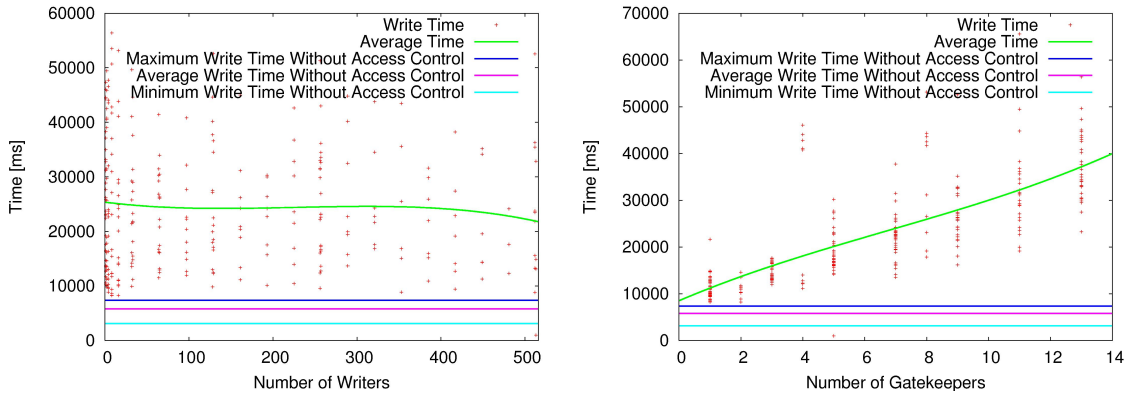 60000
50000
40000
30000
20000
10000
0
Time [ms]
Write Time
Average Time
Maximum Write Time Without Access Control
Average Write Time Without Access Control
Minimum Write Time Without Access Control
0 100 200 300 400 500
Number of Writers
70000
60000
50000
40000
30000
20000
10000
0
Time [ms]
Write Time
Average Time
Maximum Write Time Without Access Control
Average Write Time Without Access Control
Minimum Write Time Without Access Control
0 2 4 6 8 10 12 14
Number of Gatekeepers